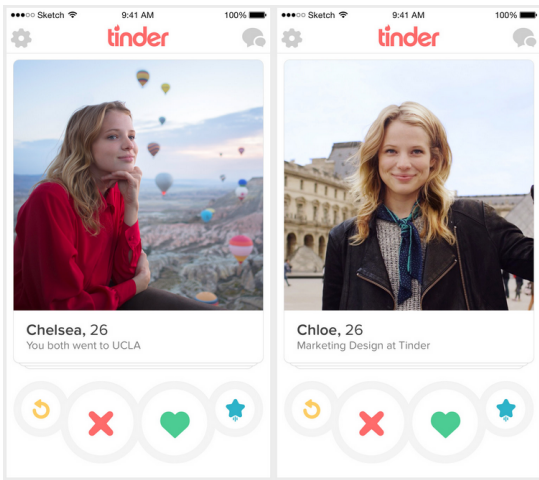 ●●●○○ Sketch 9:41 AM 100%
tinder
Chelsea, 26
You both went to UCLA
●●●○○ Sketch 9:41 AM 100%
tinder
Chloe, 26
Marketing Design at Tinder